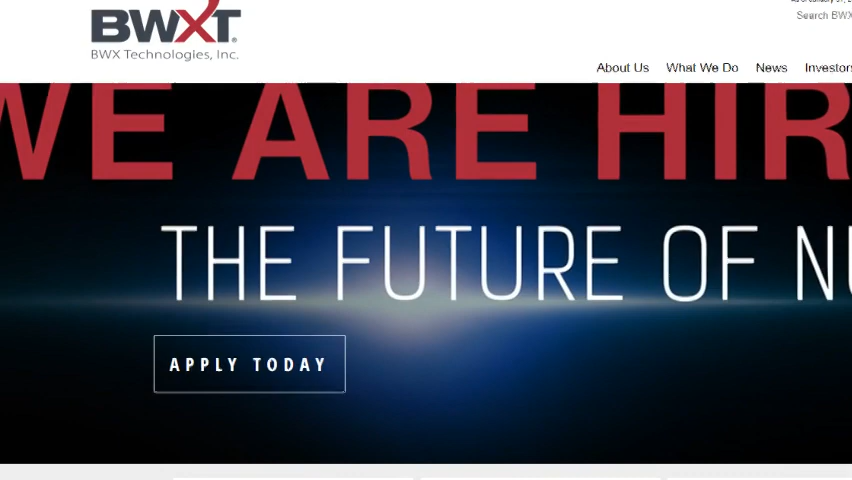 BWXT
BWX Technologies, Inc.
Search BWX
About Us What We Do News Investors
WE ARE HIR
THE FUTURE OF NU
APPLY TODAY